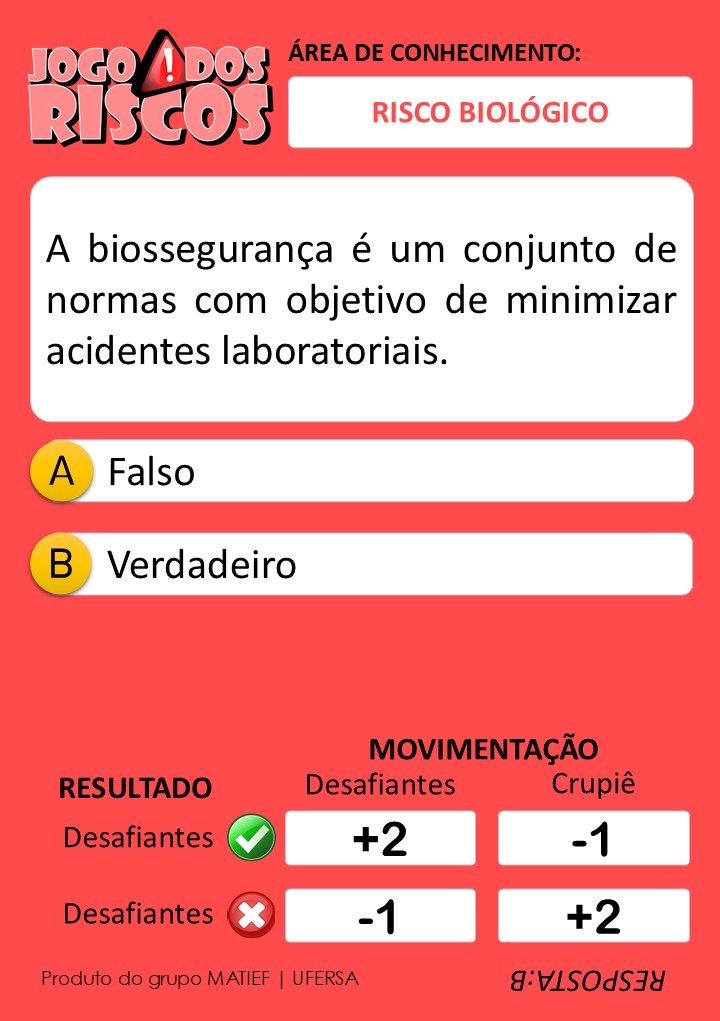 JOGO DOS
RISCOS
ÁREA DE CONHECIMENTO:
RISCO BIOLÓGICO
A biossegurança é um conjunto de
normas com objetivo de minimizar
acidentes laboratoriais.
A Falso
B Verdadeiro
MOVIMENTAÇÃO
RESULTADO Desafiantes Crupiê
Desafiantes +2 -1
Desafiantes -1 +2
Produto do grupo MATIEF | UFERSA
RESPOSTA:B